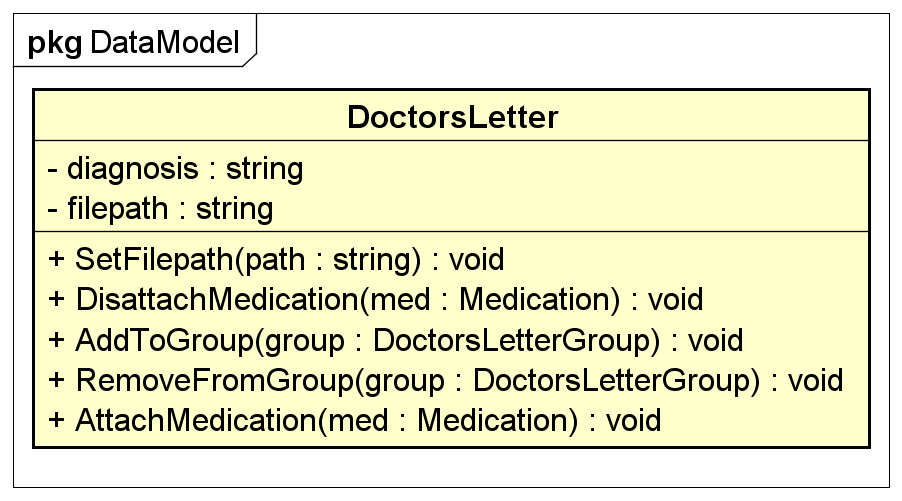 pkg DataModel
DoctorsLetter
- diagnosis : string
- filepath : string
+ SetFilepath(path : string) : void
+ DisattachMedication(med : Medication) : void
+ AddToGroup(group : DoctorsLetterGroup) : void
+ RemoveFromGroup(group : DoctorsLetterGroup) : void
+ AttachMedication(med : Medication) : void